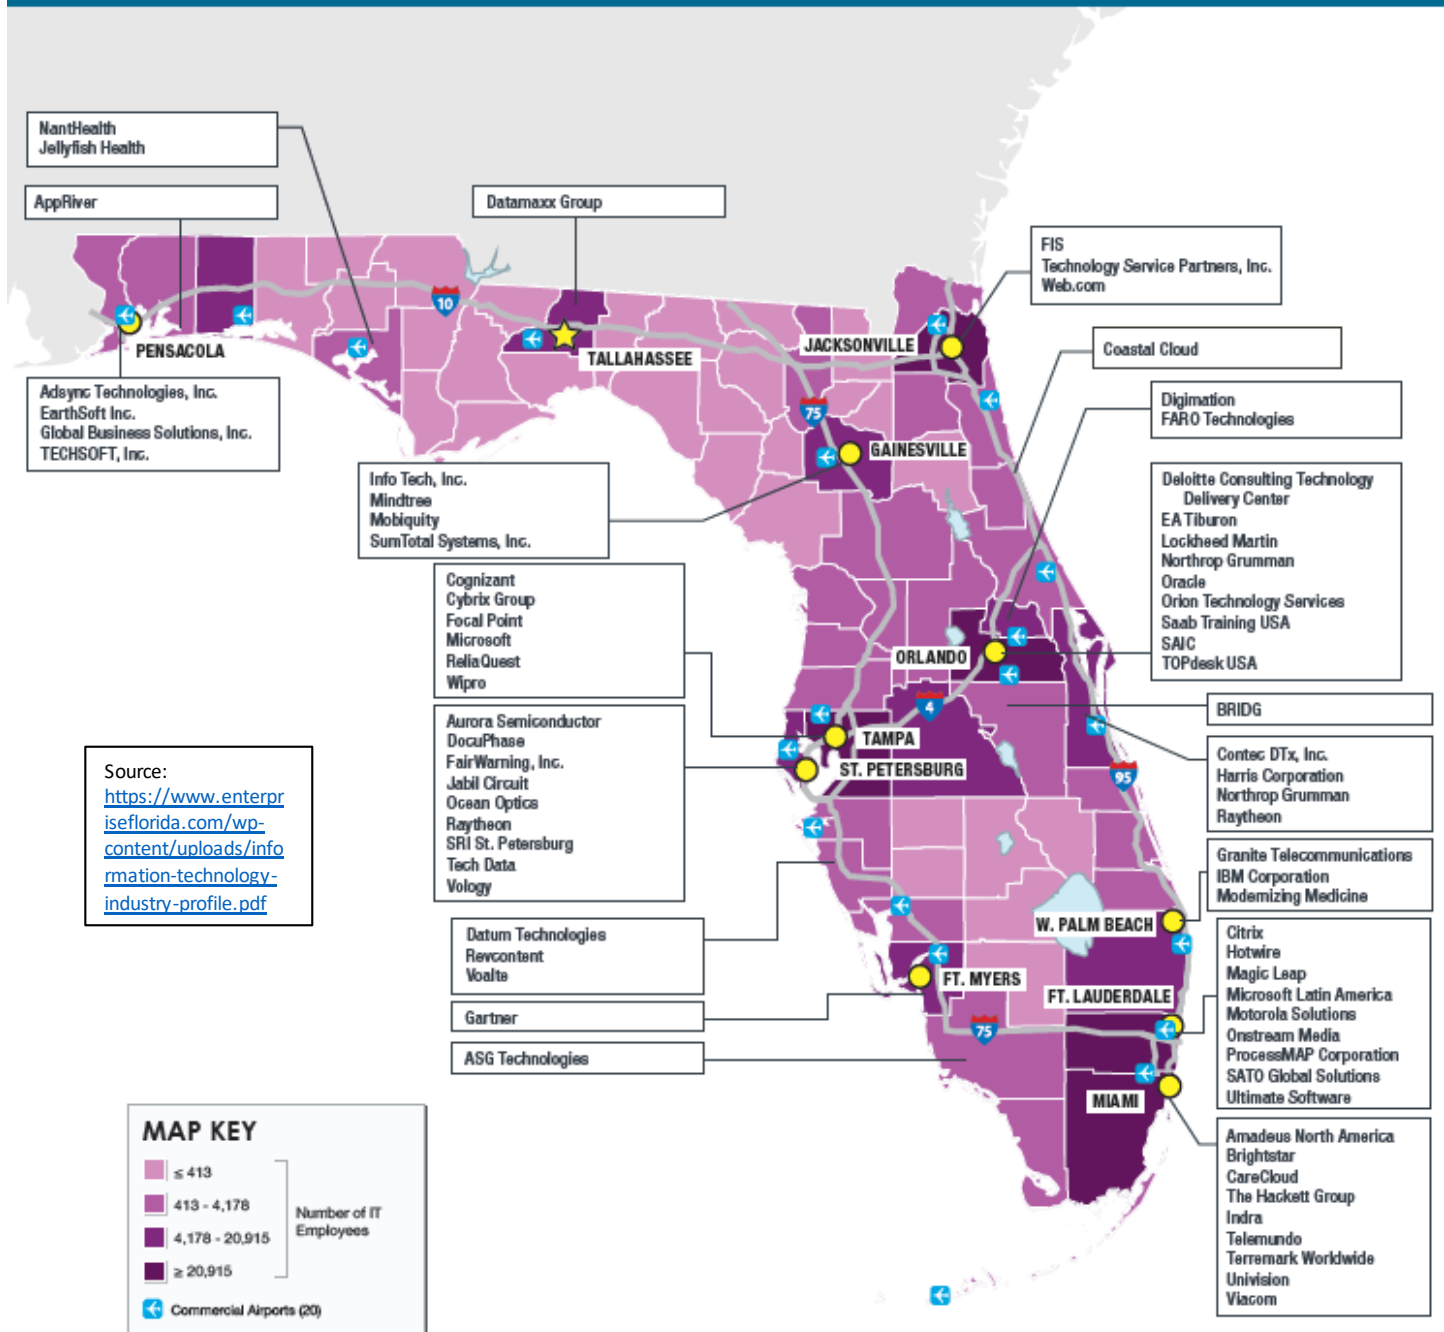 NantHealth
Jellyfish Health
AppRiver
Datamaxx Group
FIS
Technology Service Partners, Inc.
Web.com
10
PENSACOLA
TALLAHASSEE
JACKSONVILLE
Coastal Cloud
Adsync Technologies, Inc.
EarthSoft Inc.
Global Business Solutions, Inc.
TECHSOFT, Inc.
75
Digimation
FARO Technologies
GAINESVILLE
Info Tech, Inc.
Mindtree
Mobiquity
SumTotal Systems, Inc.
Deloitte Consulting Technology
Delivery Center
EA Tiburon
Lockheed Martin
Northrop Grumman
Oracle
Orion Technology Services
Saab Training USA
SAIC
TOPdesk USA
Cognizant
Cybrix Group
Focal Point
Microsoft
ReliaQuest
Wipro
ORLANDO
4
BRIDG
Aurora Semiconductor
DocuPhase
FairWarning, Inc.
Jabil Circuit
Ocean Optics
Raytheon
SRI St. Petersburg
Tech Data
Vology
TAMPA
ST. PETERSBURG
95
Contec DTx, Inc.
Harris Corporation
Northrop Grumman
Raytheon
Source:
https://www.enterpr
iseflorida.com/wp-
content/uploads/info
rmation-technology-
industry-profile.pdf
Granite Telecommunications
IBM Corporation
Modernizing Medicine
W. PALM BEACH
Datum Technologies
Revcontent
Voalte
Citrix
Hotwire
Magic Leap
Microsoft Latin America
Motorola Solutions
Onstream Media
ProcessMAP Corporation
SATO Global Solutions
Ultimate Software
FT. MYERS
FT. LAUDERDALE
Gartner
75
ASG Technologies
MIAMI
Amadeus North America
Brightstar
CareCloud
The Hackett Group
Indra
Telemundo
Terremark Worldwide
Univision
Viacom
MAP KEY
≤ 413
413 - 4,178
4,178 - 20,915
≥ 20,915
Number of IT
Employees
Commercial Airports (20)